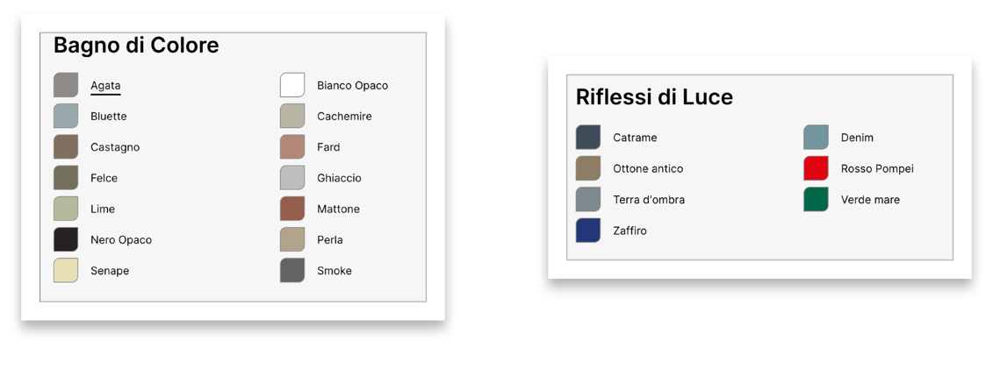 Bagno di Colore
Agata
Bianco Opaco
Bluette
Cachemire
Castagno
Fard
Felce
Ghiaccio
Lime
Mattone
Nero Opaco
Perla
Senape
Smoke
Riflessi di Luce
Catrame
Denim
Ottone antico
Rosso Pompei
Terra d'ombra
Verde mare
Zaffiro